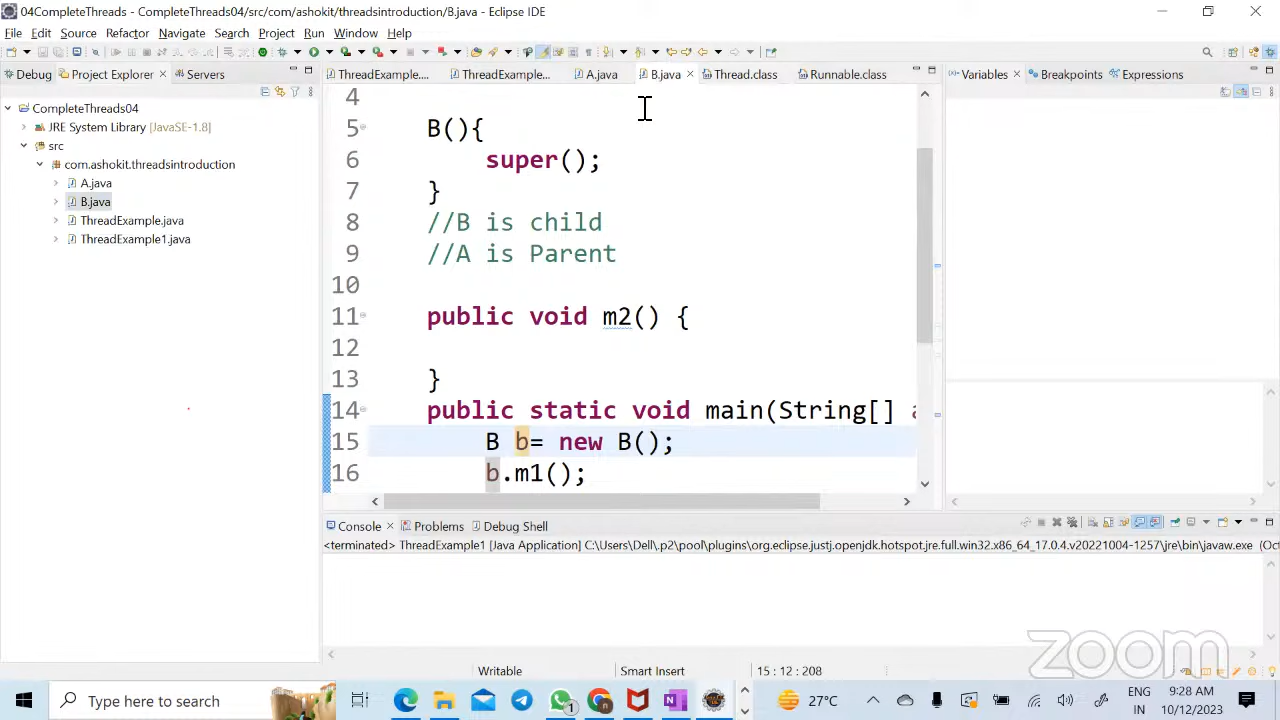 04CompleteThreads - CompleteThreads04/src/com/ashokit/threadsintroduction/B.java - Eclipse IDE
File Edit Source Refactor Navigate Search Project Run Window Help
Debug Project Explorer Servers
ThreadExample.... ThreadExample... A.java B.java Thread.class Runnable.class
Variables Breakpoints Expressions
CompleteThreads04
JRE System Library [JavaSE-1.8]
src
com.ashokit.threadsintroduction
A.java
B.java
ThreadExample.java
ThreadExample1.java
4
5 B(){
6 super();
7 }
8 //B is child
9 //A is Parent
10
11 public void m2() {
12
13 }
14 public static void main(String[] a
15 B b= new B();
16 b.m1();
Console Problems Debug Shell
<terminated> ThreadExample1 [Java Application] C:\Users\Dell\.p2\pool\plugins\org.eclipse.justj.openjdk.hotspot.jre.full.win32.x86_64_17.0.4.v20221004-1257\jre\bin\javaw.exe (Oct
zoom
Writable Smart Insert 15 : 12 : 208
Type here to search
1
27°C
ENG
IN
9:28 AM
10/12/2023